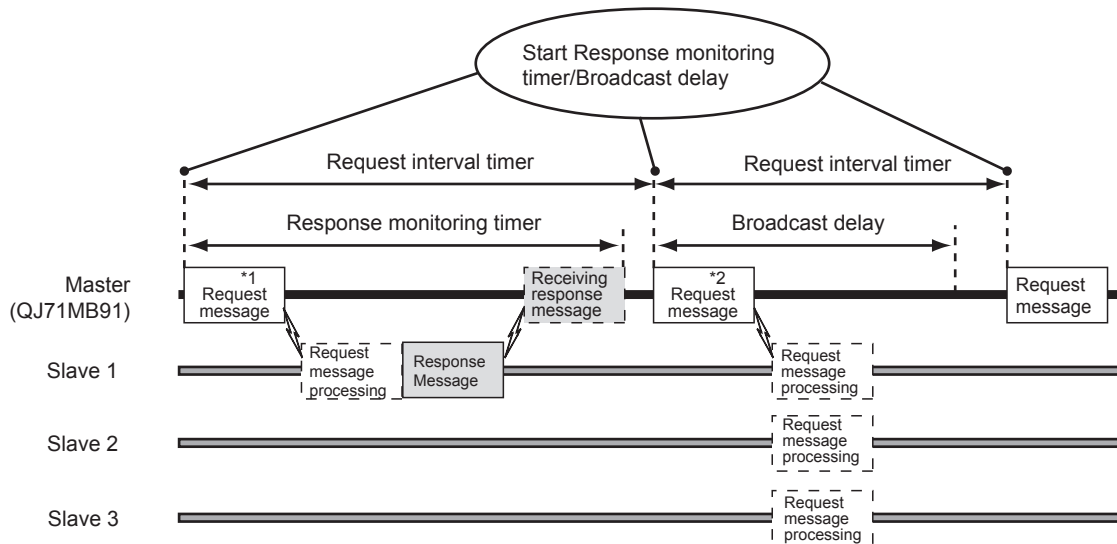 Start Response monitoring
timer/Broadcast delay
Request interval timer
Request interval timer
Response monitoring timer
Broadcast delay
Master
(QJ71MB91)
*1
Request
message
Receiving
response
message
*2
Request
message
Request
message
Slave 1
Request
message
processing
Response
Message
Request
message
processing
Slave 2
Request
message
processing
Slave 3
Request
message
processing